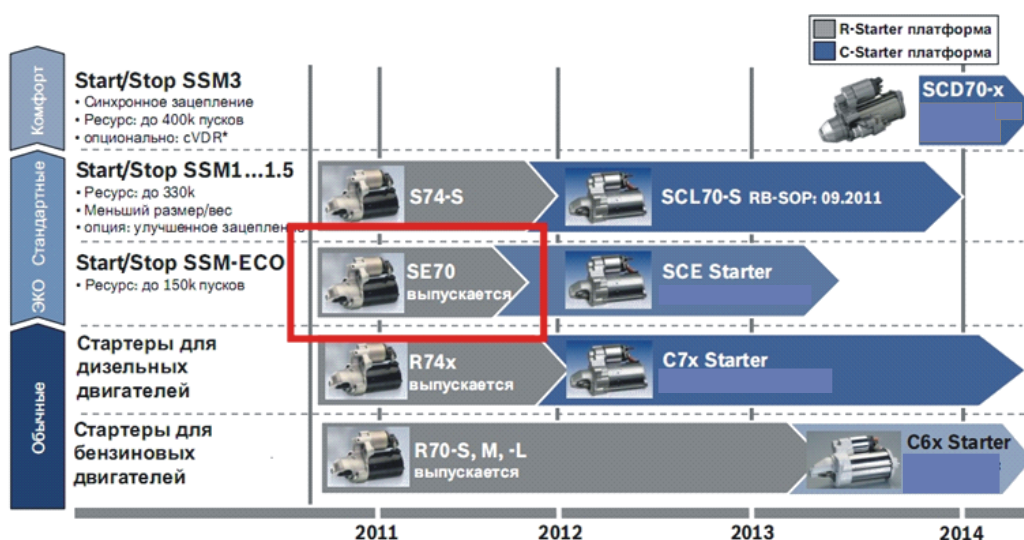 R-Starter платформа
C-Starter платформа
Комфорт
Start/Stop SSM3
• Синхронное зацепление
• Ресурс: до 400k пусков
• опционально: cVDR*
SCD70-x
Стандартные
Start/Stop SSM1...1.5
• Ресурс: до 330k
• Меньший размер/вес
• опция: улучшенное зацепление
S74-S
SCL70-S RB-SOP: 09.2011
ЭКО
Start/Stop SSM-ECO
• Ресурс: до 150k пусков
SE70
выпускается
SCE Starter
Обычные
Стартеры для
дизельных
двигателей
R74x
выпускается
C7x Starter
Стартеры для
бензиновых
двигателей
R70-S, M, -L
выпускается
C6x Starter
2011
2012
2013
2014